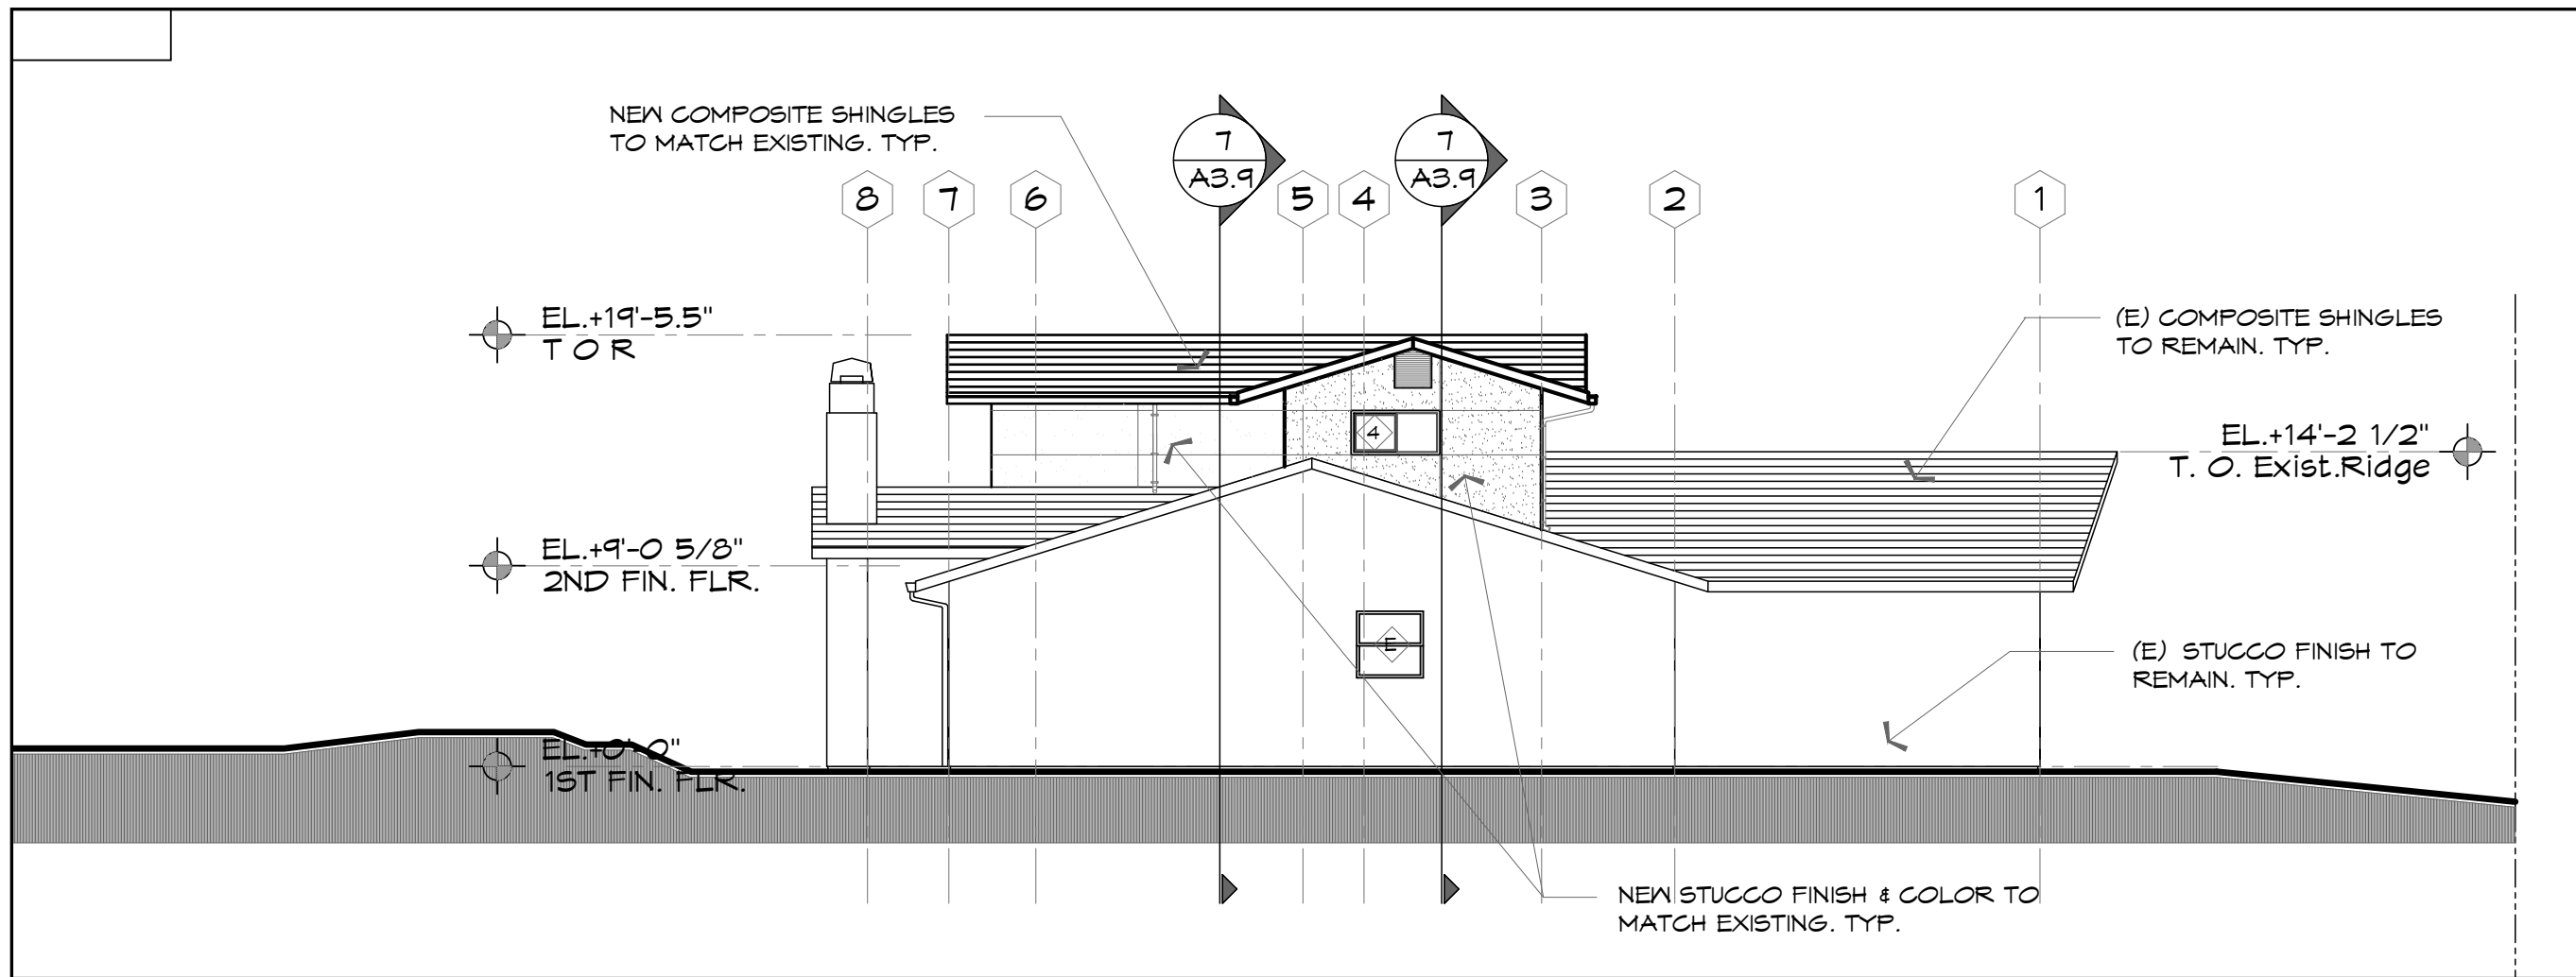 NEW COMPOSITE SHINGLES
TO MATCH EXISTING. TYP.
7
A3.9
7
A3.9
8
7
6
5
4
3
2
1
EL.+19'-5.5"
T O R
(E) COMPOSITE SHINGLES
TO REMAIN. TYP.
4
EL.+14'-2 1/2"
T. O. Exist.Ridge
EL.+9'-0 5/8"
2ND FIN. FLR.
E
(E) STUCCO FINISH TO
REMAIN. TYP.
EL.+0'-0"
1ST FIN. FLR.
NEW STUCCO FINISH & COLOR TO
MATCH EXISTING. TYP.